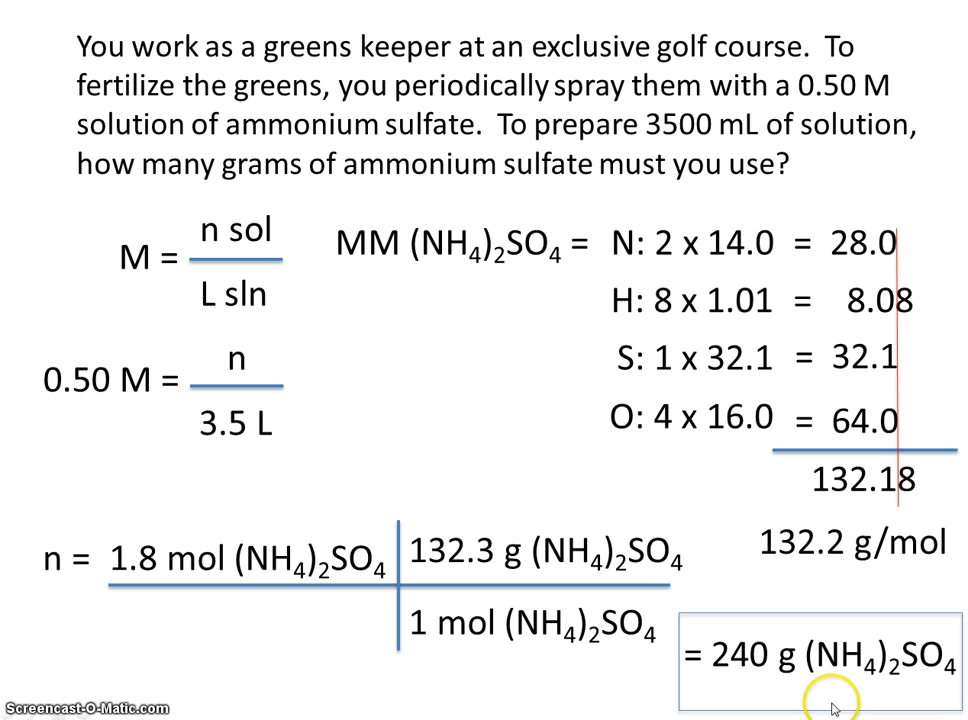 You work as a greens keeper at an exclusive golf course. To
fertilize the greens, you periodically spray them with a 0.50 M
solution of ammonium sulfate. To prepare 3500 mL of solution,
how many grams of ammonium sulfate must you use?
M = n sol
L sln
MM (NH₄)₂SO₄ = N: 2 x 14.0 = 28.0
H: 8 x 1.01 = 8.08
S: 1 x 32.1 = 32.1
O: 4 x 16.0 = 64.0
132.18
132.2 g/mol
0.50 M = n
3.5 L
n = 1.8 mol (NH₄)₂SO₄ 132.3 g (NH₄)₂SO₄
1 mol (NH₄)₂SO₄
= 240 g (NH₄)₂SO₄
Screencast-O-Matic.com